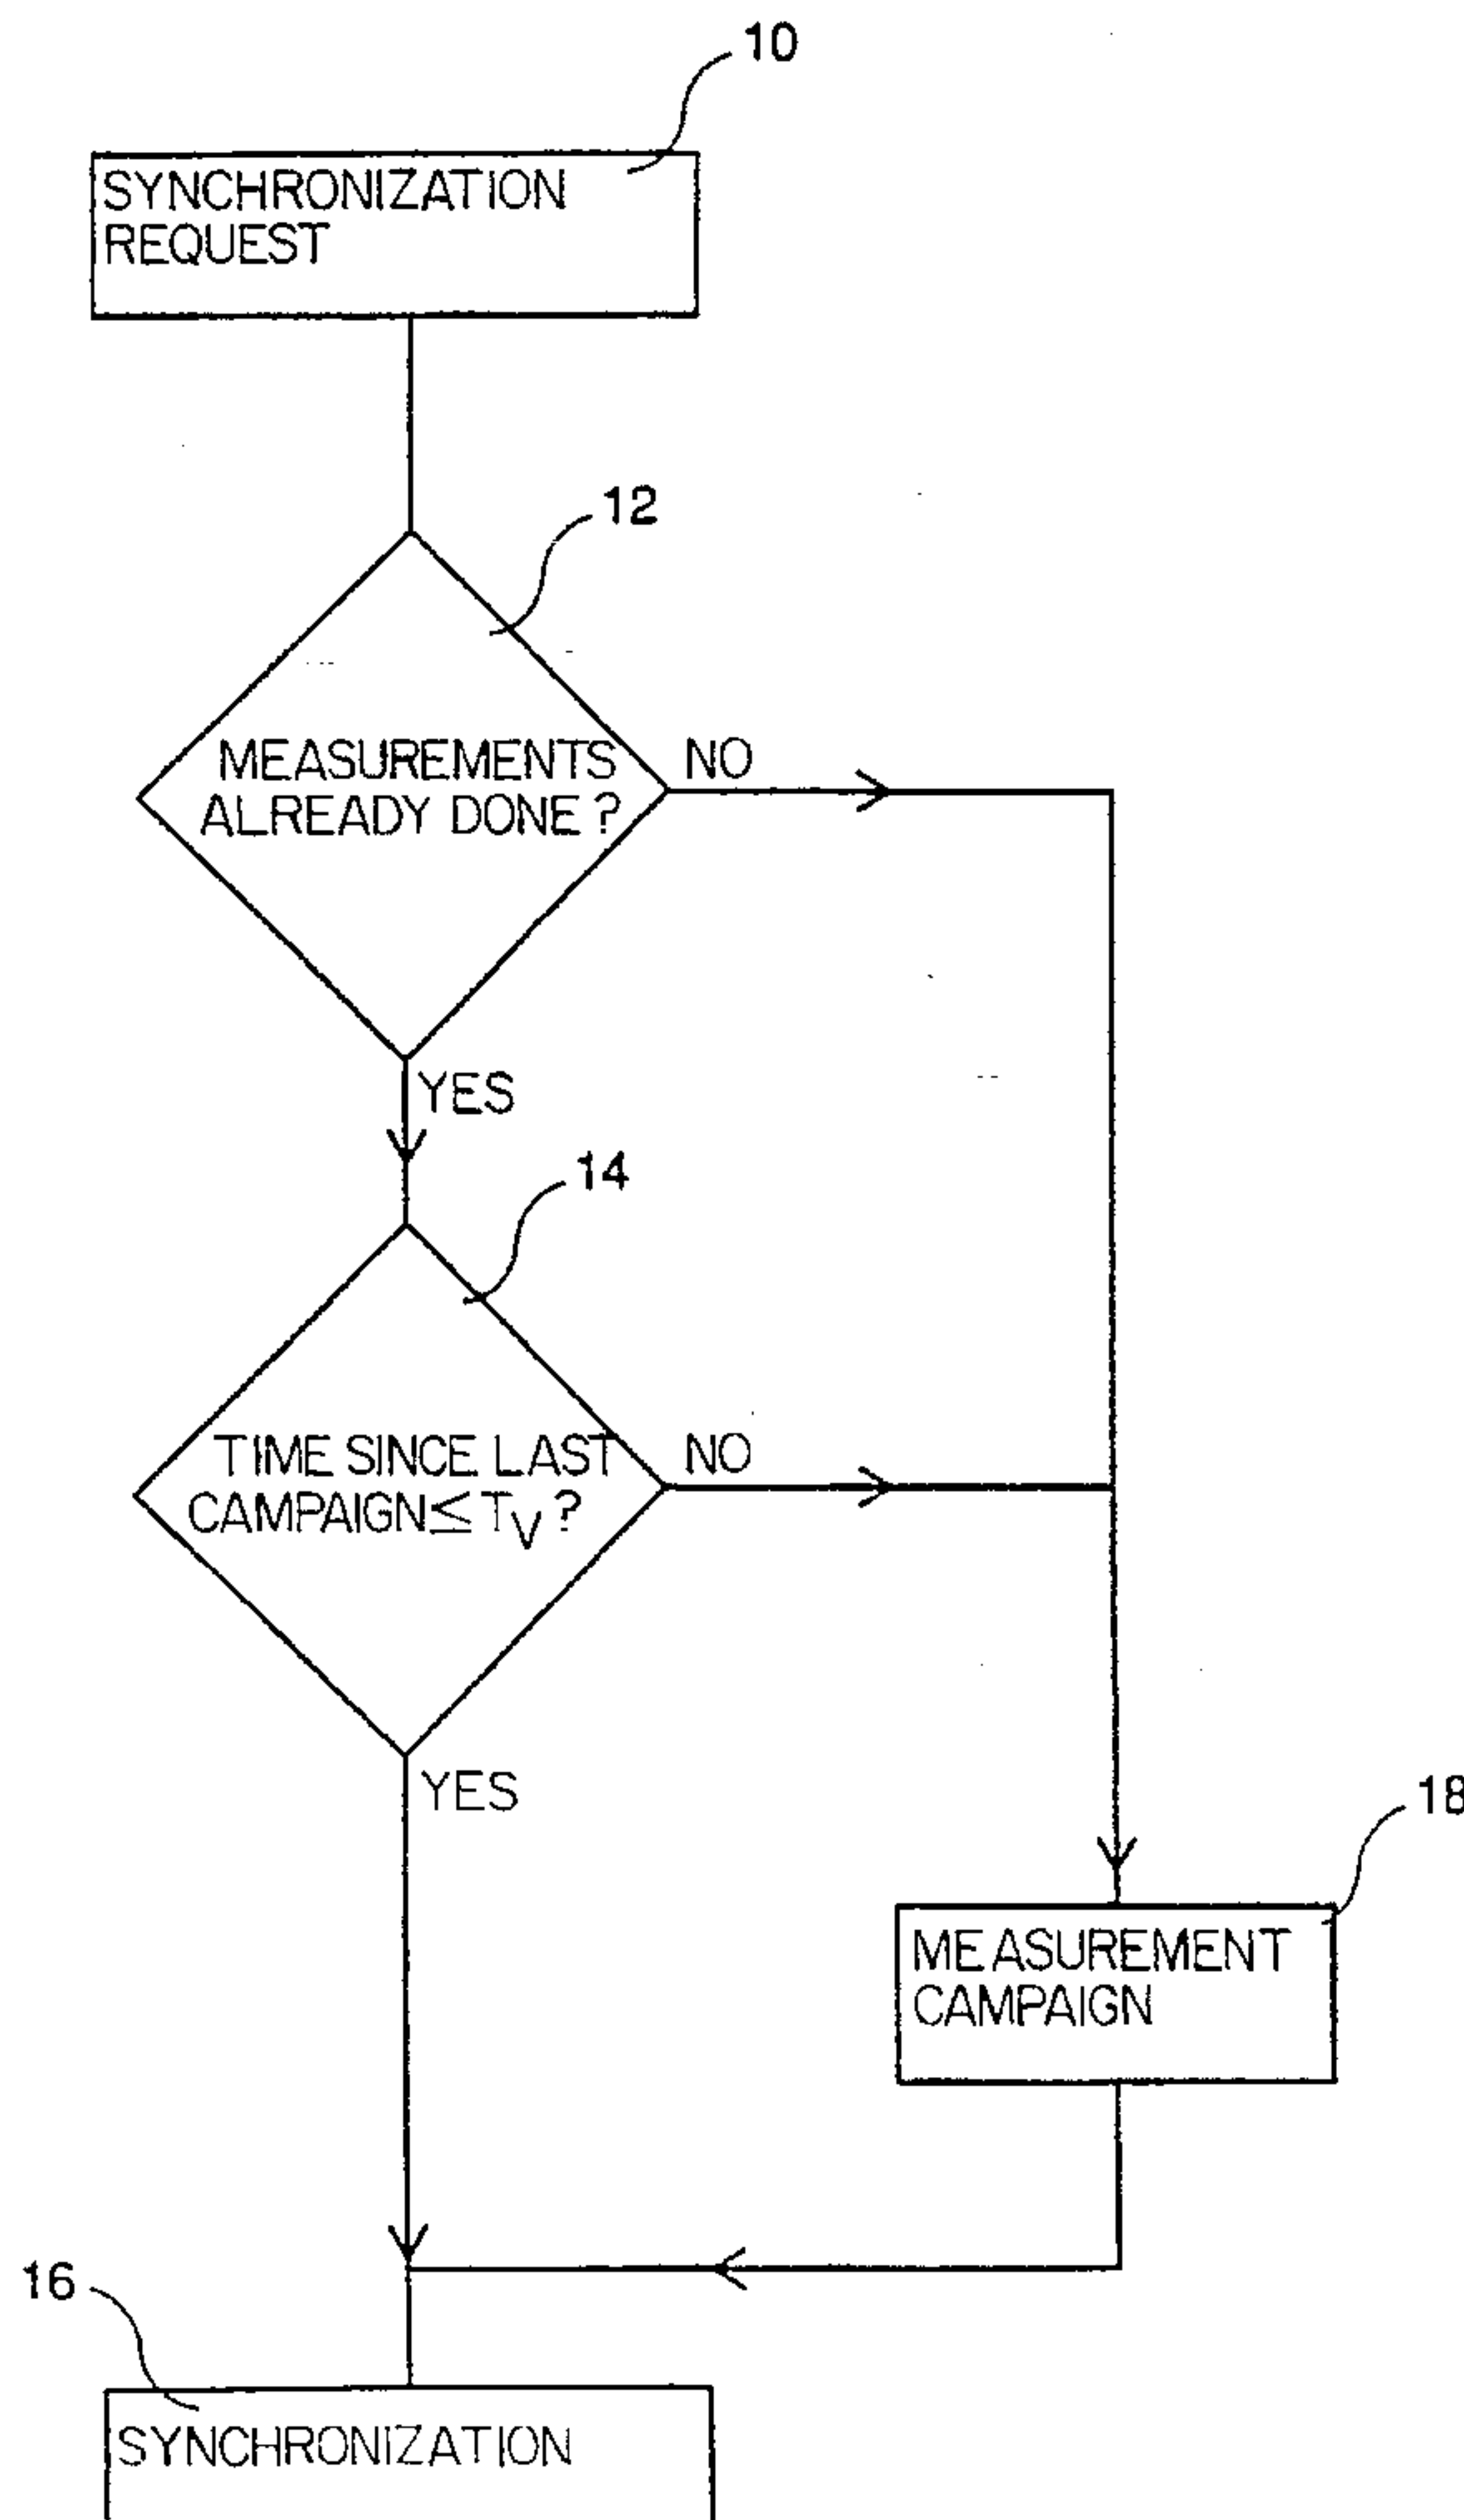 10
SYNCHRONIZATION
REQUEST
12
MEASUREMENTS
ALREADY DONE ?
NO
YES
14
TIME SINCE LAST
CAMPAIGN ≤ TV ?
NO
YES
18
MEASUREMENT
CAMPAIGN
16
SYNCHRONIZATION